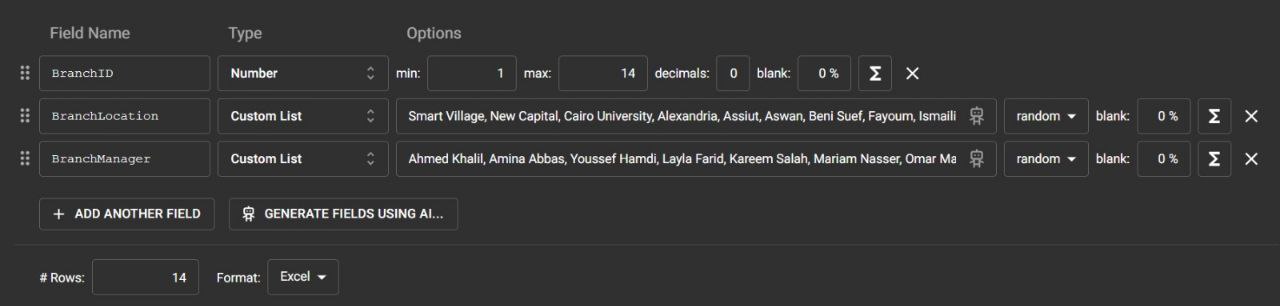 Field Name Type Options
BranchID Number min: 1 max: 14 decimals: 0 blank: 0 % Σ ×
BranchLocation Custom List Smart Village, New Capital, Cairo University, Alexandria, Assiut, Aswan, Beni Suef, Fayoum, Ismaili random blank: 0 % Σ ×
BranchManager Custom List Ahmed Khalil, Amina Abbas, Youssef Hamdi, Layla Farid, Kareem Salah, Mariam Nasser, Omar Ma random blank: 0 % Σ ×
+ ADD ANOTHER FIELD GENERATE FIELDS USING AI...
# Rows: 14 Format: Excel